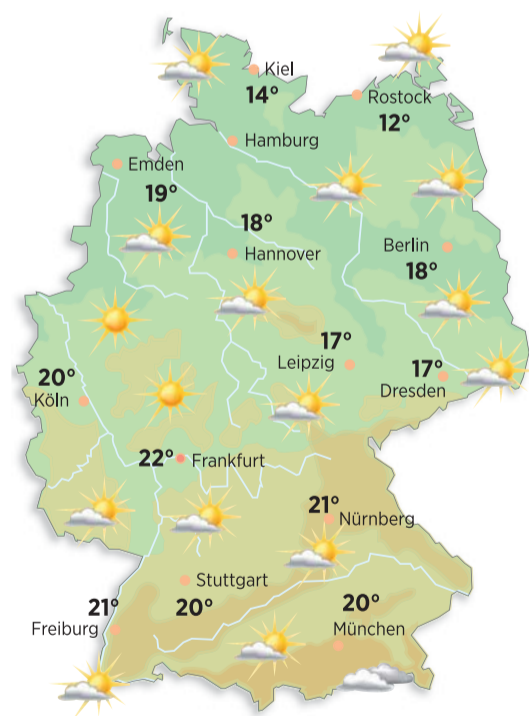 Kiel
14°
Rostock
12°
Hamburg
Emden
19°
18°
Hannover
Berlin
18°
17°
Leipzig
17°
Dresden
20°
Köln
22° Frankfurt
21°
Nürnberg
Stuttgart
20°
21°
Freiburg
20°
München